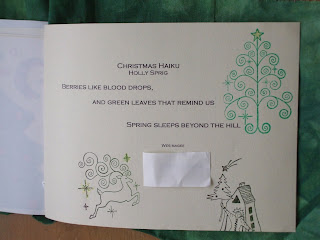 Christmas Haiku
Holly Sprig
Berries like blood drops,
and green leaves that remind us
Spring sleeps beyond the hill